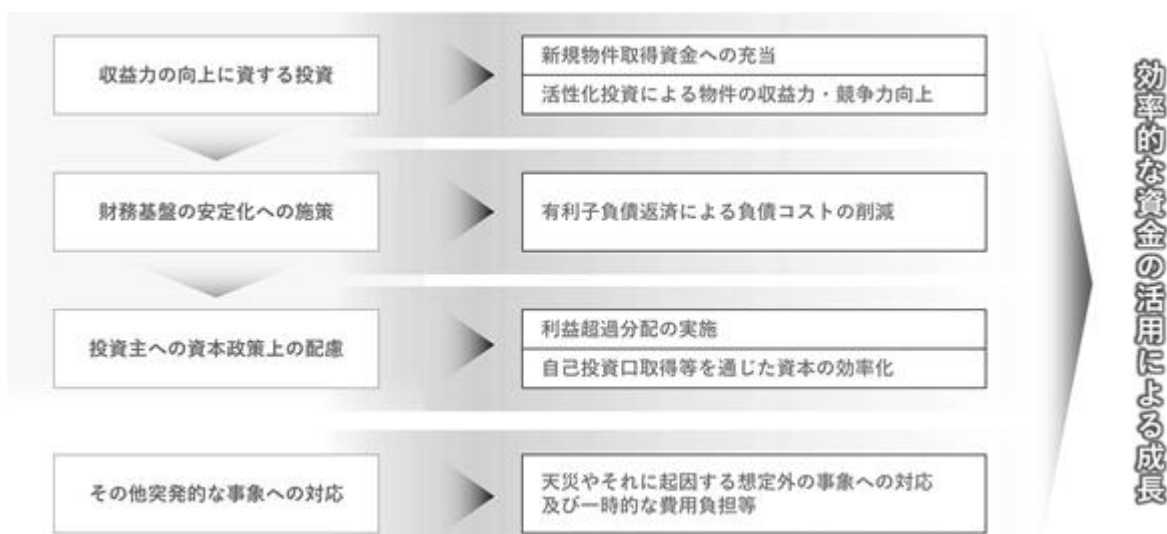 収益力の向上に資する投資
新規物件取得資金への充当
活性化投資による物件の収益力・競争力向上
財務基盤の安定化への施策
有利子負債返済による負債コストの削減
投資主への資本政策上の配慮
利益超過分配の実施
自己投資口取得等を通じた資本の効率化
その他突発的な事象への対応
天災やそれに起因する想定外の事象への対応
及び一時的な費用負担等
効率的な資金の活用による成長